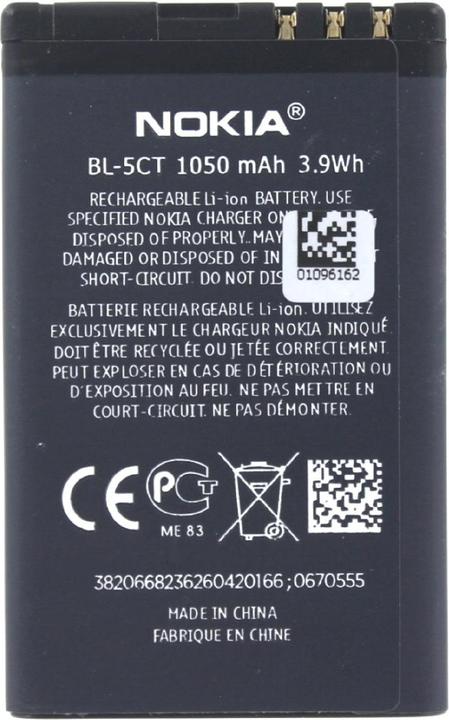 NOKIA®
BL-5CT 1050 mAh 3.9Wh
RECHARGEABLE Li-ion BATTERY. USE
SPECIFIED NOKIA CHARGER ON
DISPOSED OF PROPERLY. MAY
DAMAGED OR DISPOSED OF IN
SHORT-CIRCUIT. DO NOT
01096162
BATTERIE RECHARGEABLE Li-ion. UTILISEZ
EXCLUSIVEMENT LE CHARGEUR NOKIA INDIQUÉ.
DOIT ÊTRE RECYCLÉE OU JETÉE CORRECTEMENT.
PEUT EXPLOSER EN CAS DE DÉTÉRIORATION OU
D'EXPOSITION AU FEU. NE PAS METTRE EN
COURT-CIRCUIT. NE PAS DÉMONTER.
CE PCT
ME 83
3820668236260420166;0670555
MADE IN CHINA
FABRIQUE EN CHINE